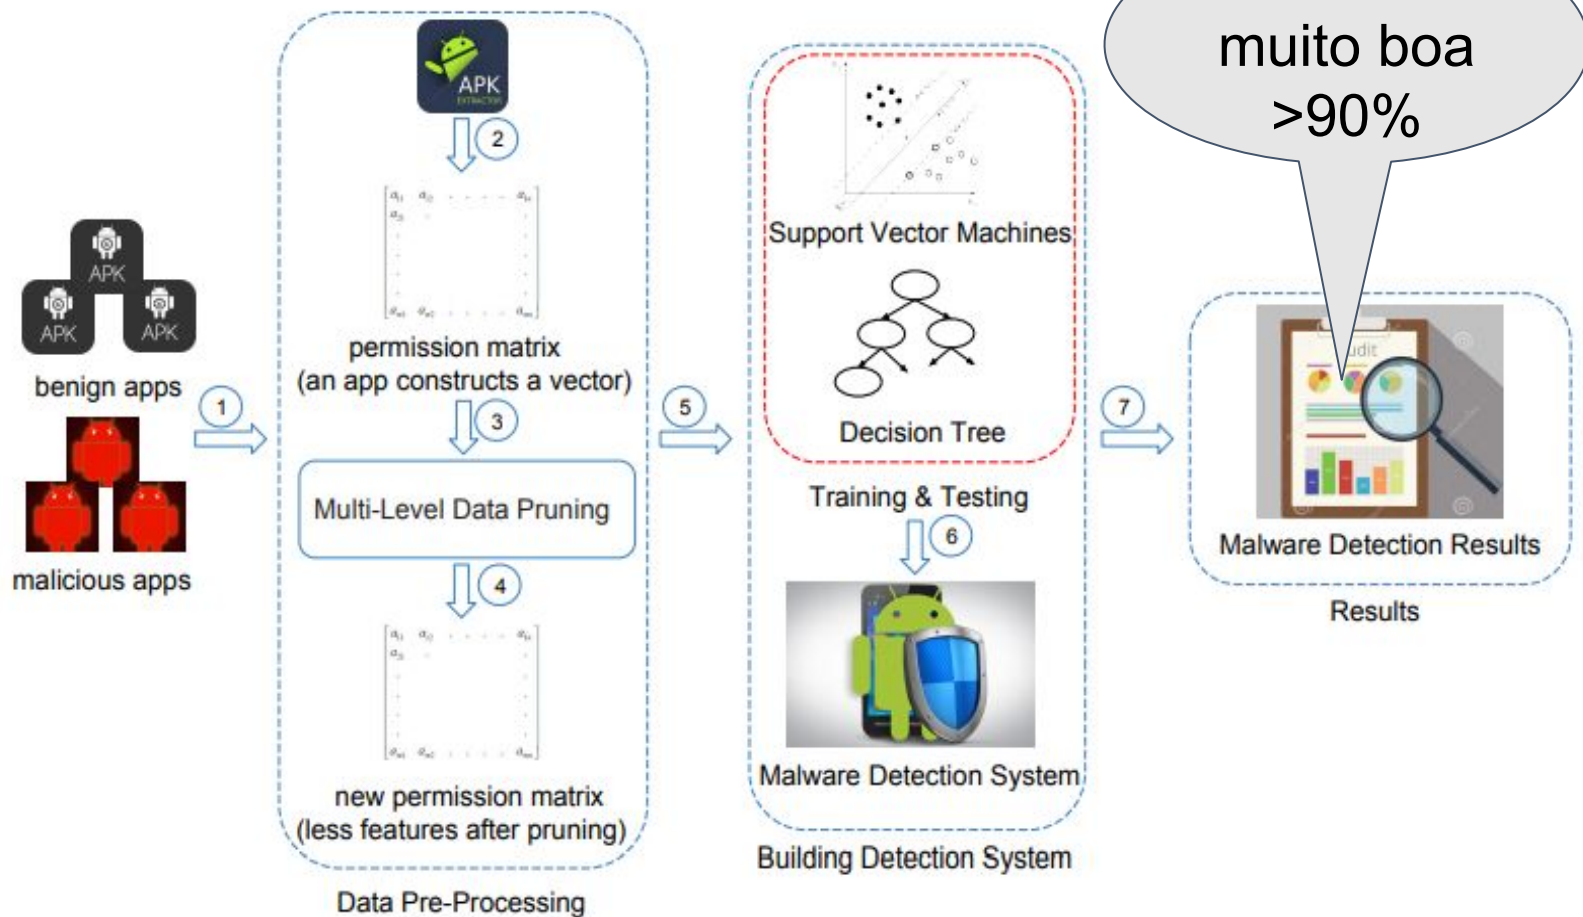 APK
APK
APK
benign apps
malicious apps
1
APK
EXTRACTOR
2
permission matrix
(an app constructs a vector)
3
Multi-Level Data Pruning
4
new permission matrix
(less features after pruning)
Data Pre-Processing
5
Support Vector Machines
Decision Tree
Training & Testing
6
Malware Detection System
Building Detection System
7
muito boa
>90%
udit
Malware Detection Results
Results